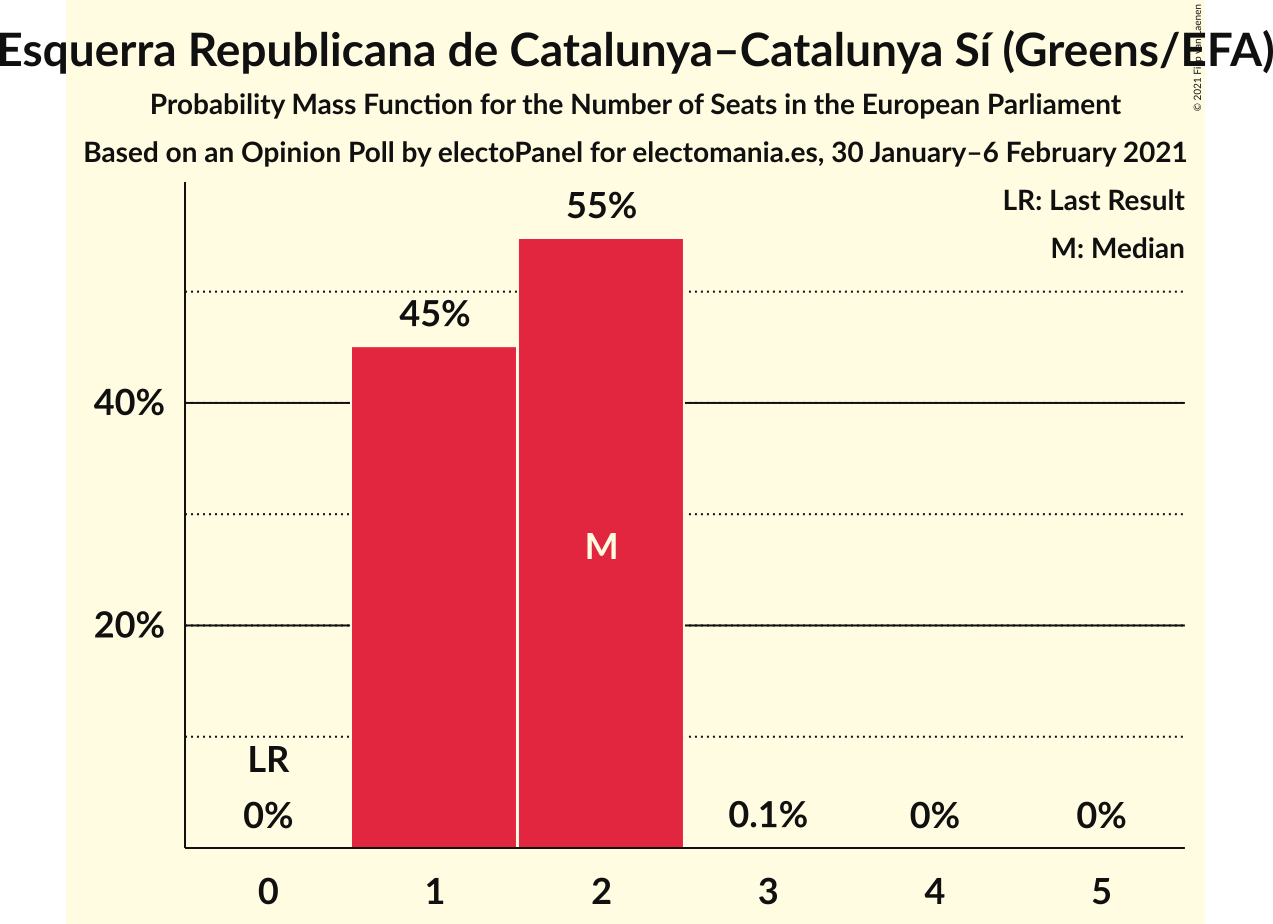 Esquerra Republicana de Catalunya–Catalunya Sí (Greens/EFA)
Probability Mass Function for the Number of Seats in the European Parliament
Based on an Opinion Poll by electoPanel for electomania.es, 30 January–6 February 2021
© 2021
LR: Last Result
M: Median
55%
45%
40%
M
20%
LR
0%
0.1%
0%
0%
0
1
2
3
4
5